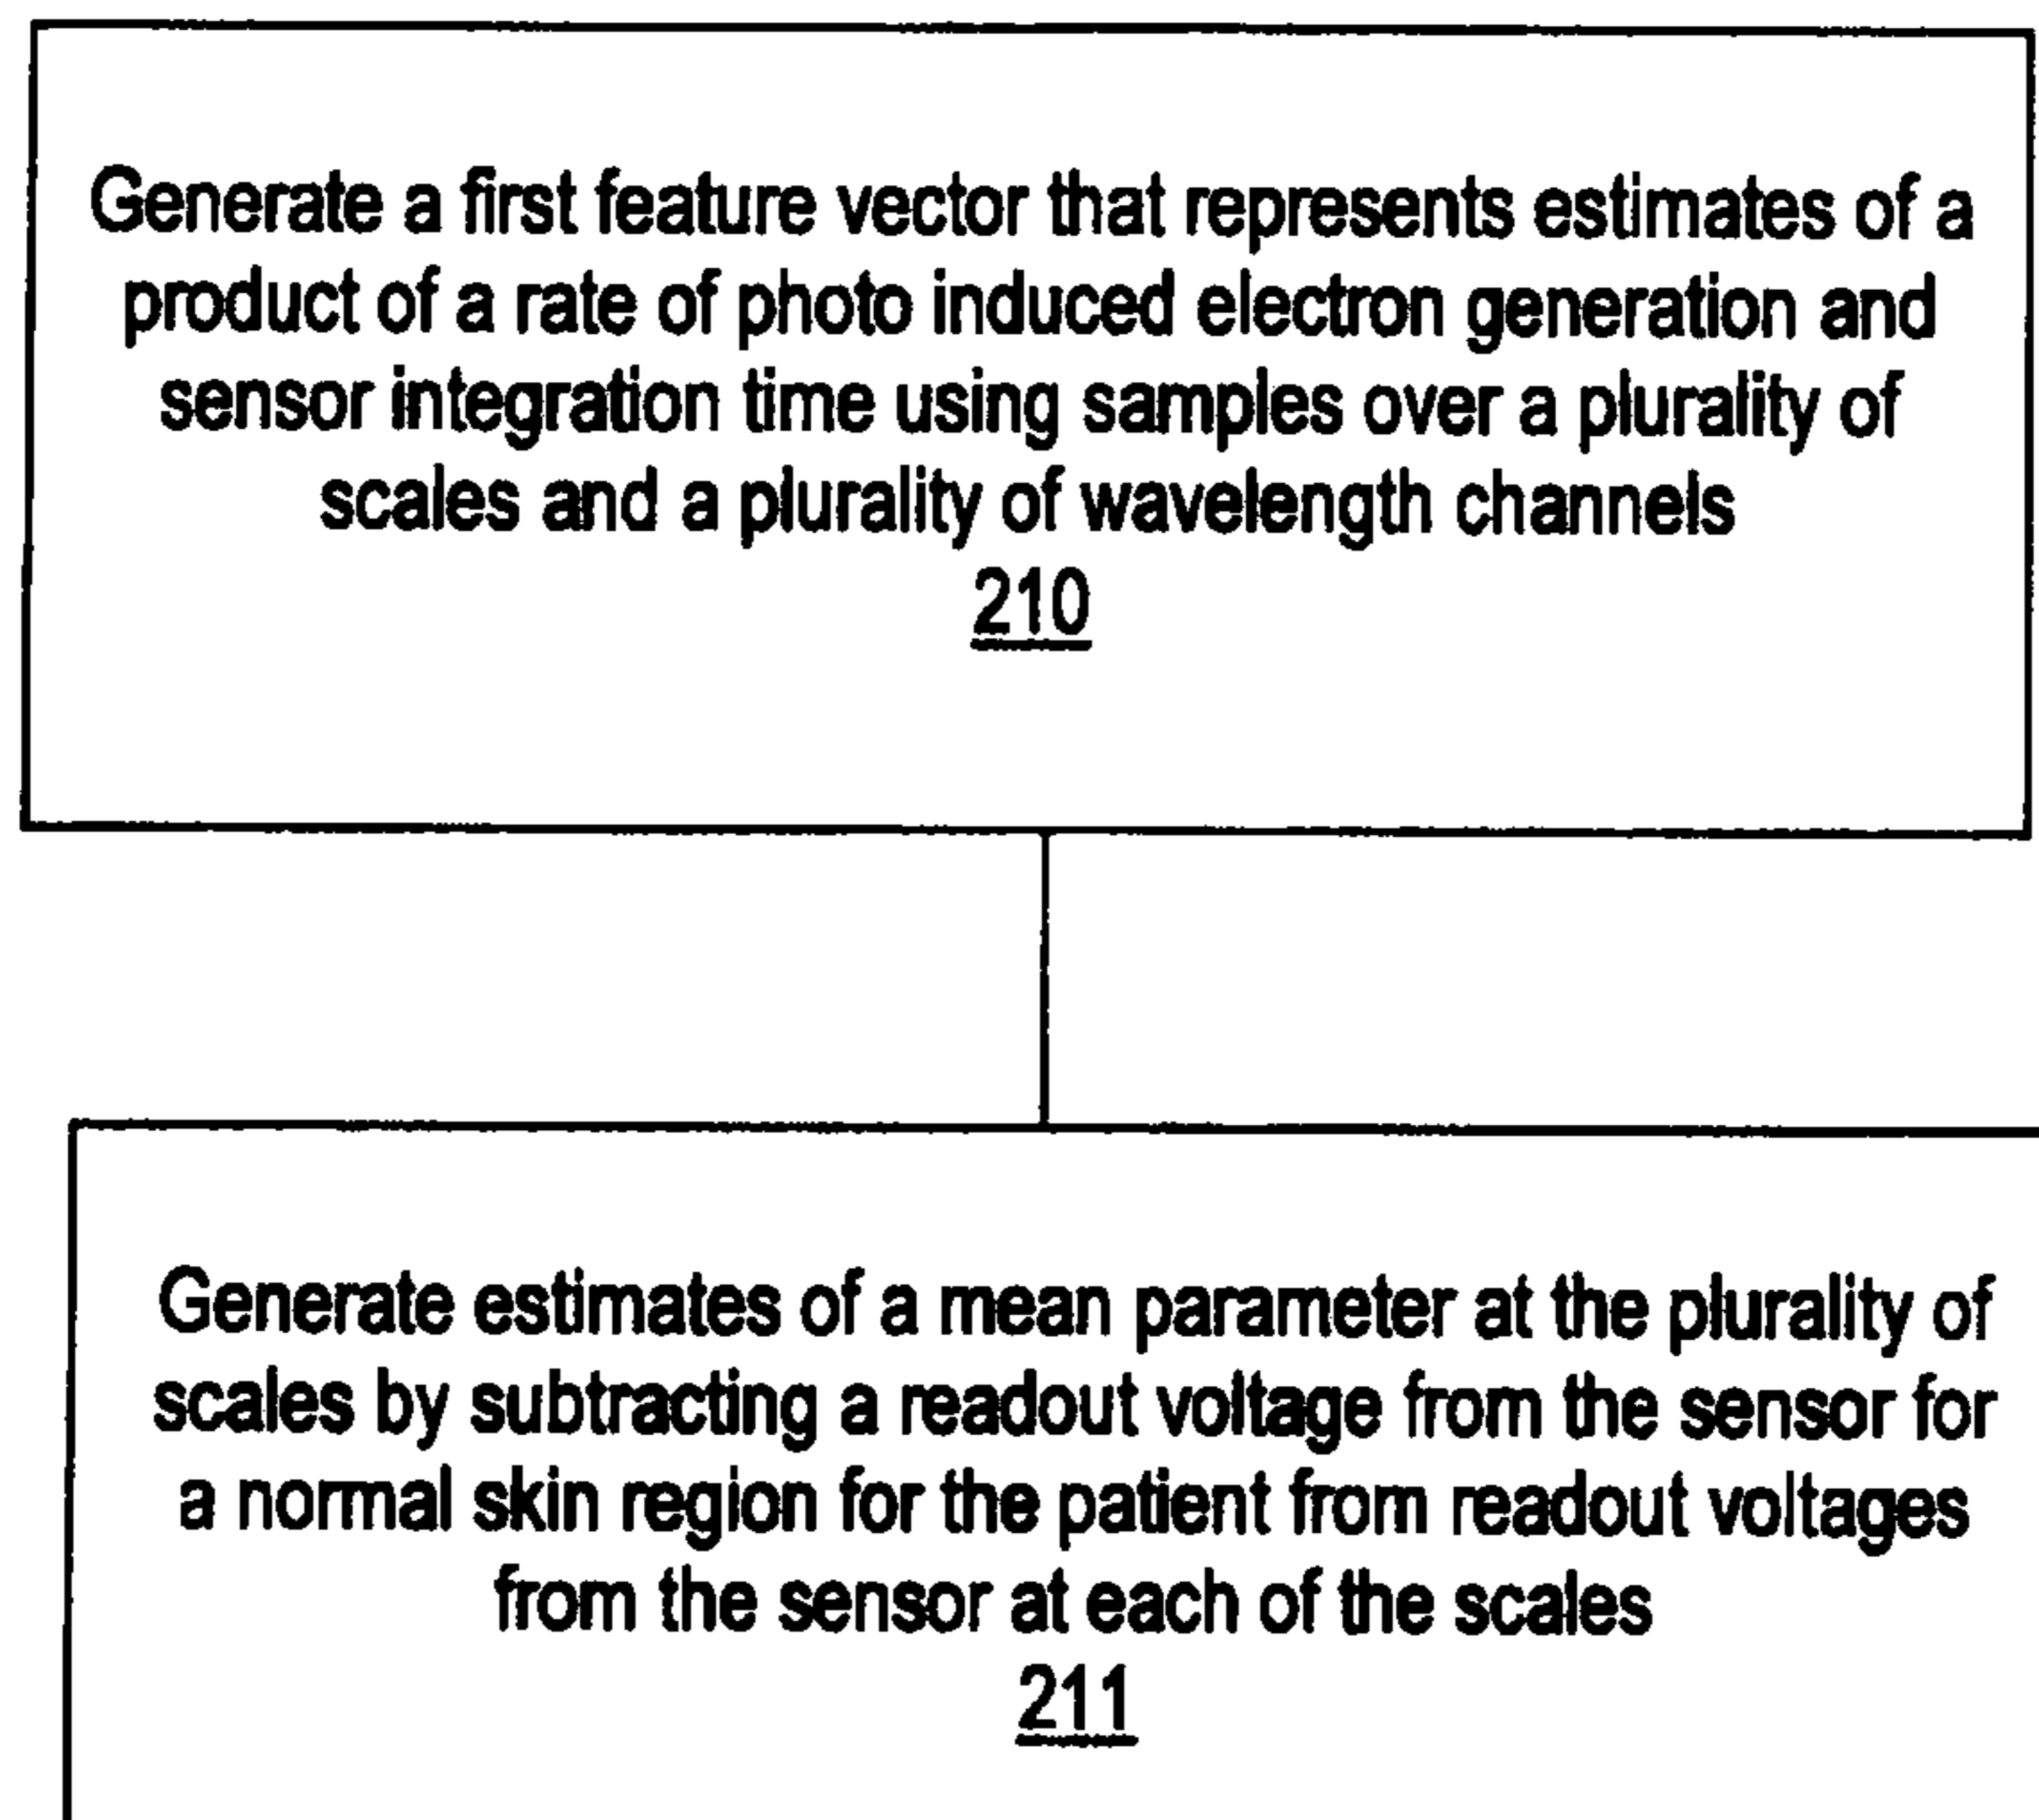 Generate a first feature vector that represents estimates of a
product of a rate of photo induced electron generation and
sensor integration time using samples over a plurality of
scales and a plurality of wavelength channels
210
Generate estimates of a mean parameter at the plurality of
scales by subtracting a readout voltage from the sensor for
a normal skin region for the patient from readout voltages
from the sensor at each of the scales
211